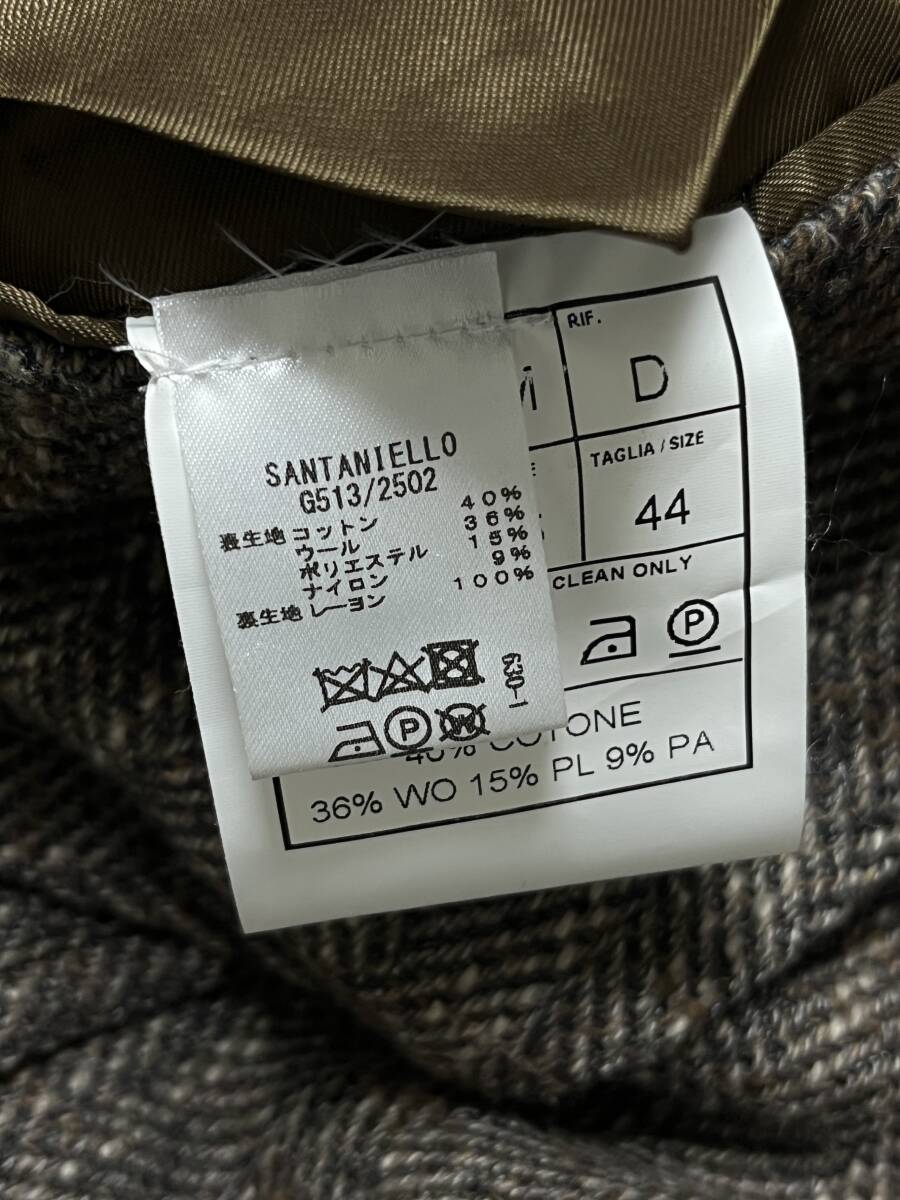 SANTANIELLO
G513/2502
表生地 コットン 40%
ウール 36%
ポリエステル 15%
ナイロン 9%
裏生地 レーヨン 100%
P
W
RIF.
D
TAGLIA / SIZE
44
CLEAN ONLY
P
40% COTONE
36% WO 15% PL 9% PA